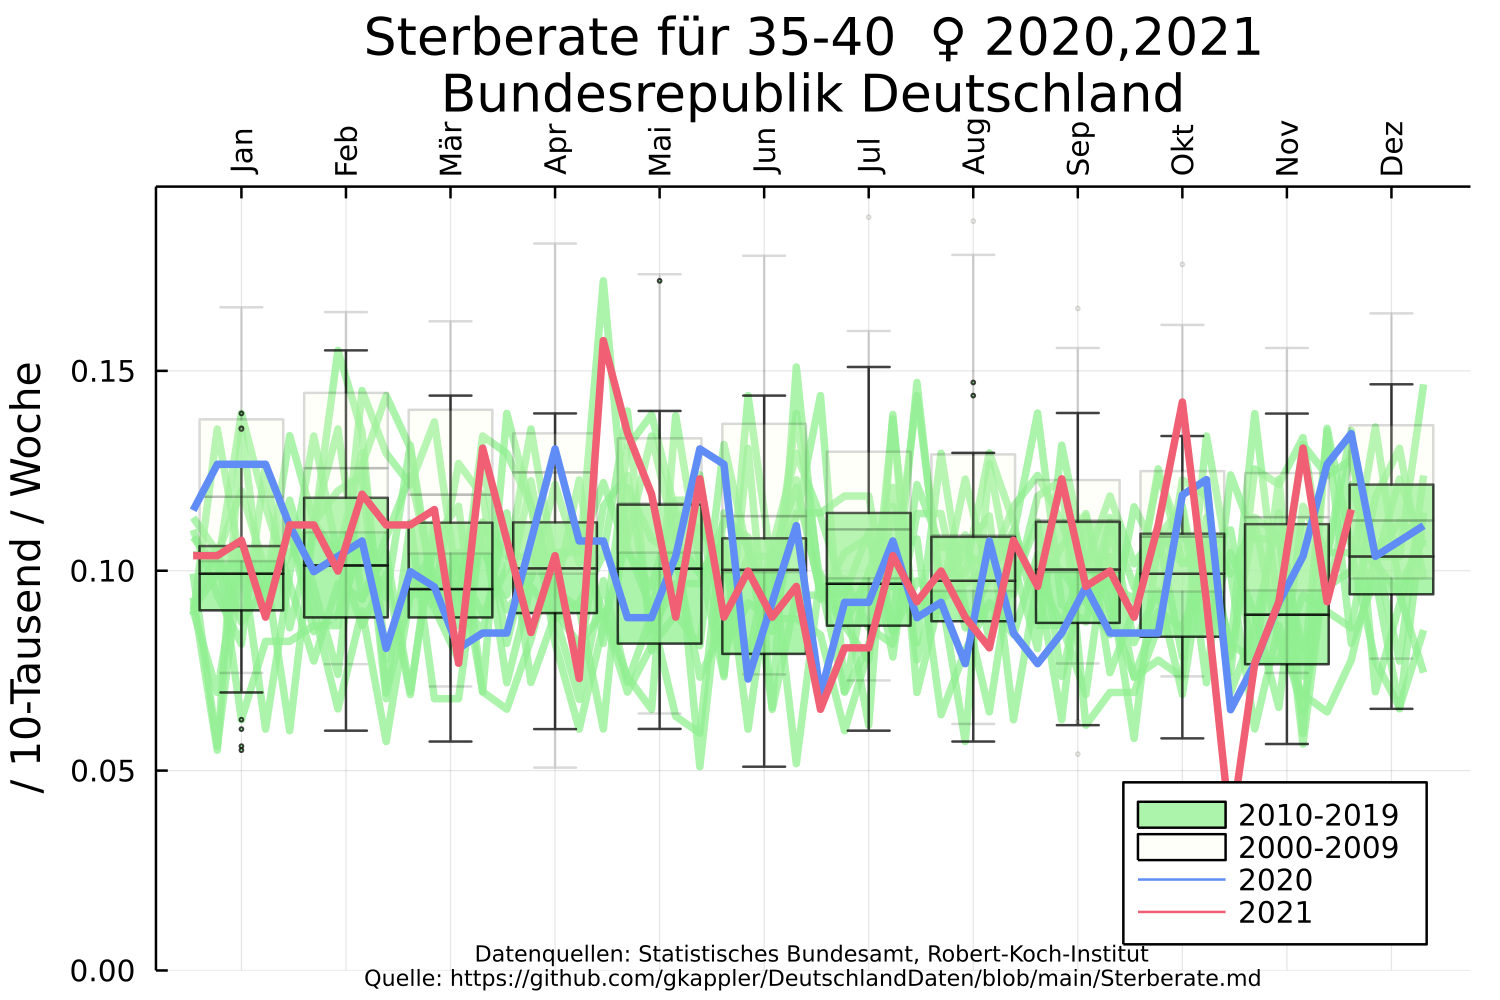 Sterberate für 35-40 ♀ 2020,2021
Bundesrepublik Deutschland
Jan
Feb
Mär
Apr
Mai
Jun
Jul
Aug
Sep
Okt
Nov
Dez
/ 10-Tausend / Woche
0.15
0.10
0.05
0.00
2010-2019
2000-2009
2020
2021
Datenquellen: Statistisches Bundesamt, Robert-Koch-Institut
Quelle: https://github.com/gkappler/DeutschlandDaten/blob/main/Sterberate.md